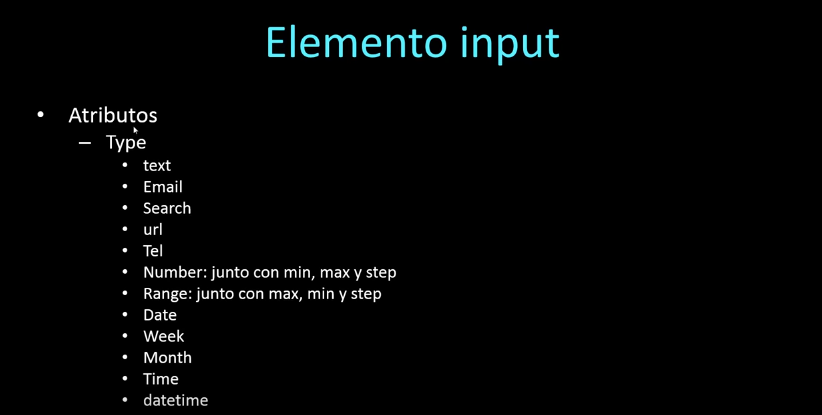 Elemento input
• Atributos
– Type
• text
• Email
• Search
• url
• Tel
• Number: junto con min, max y step
• Range: junto con max, min y step
• Date
• Week
• Month
• Time
• datetime